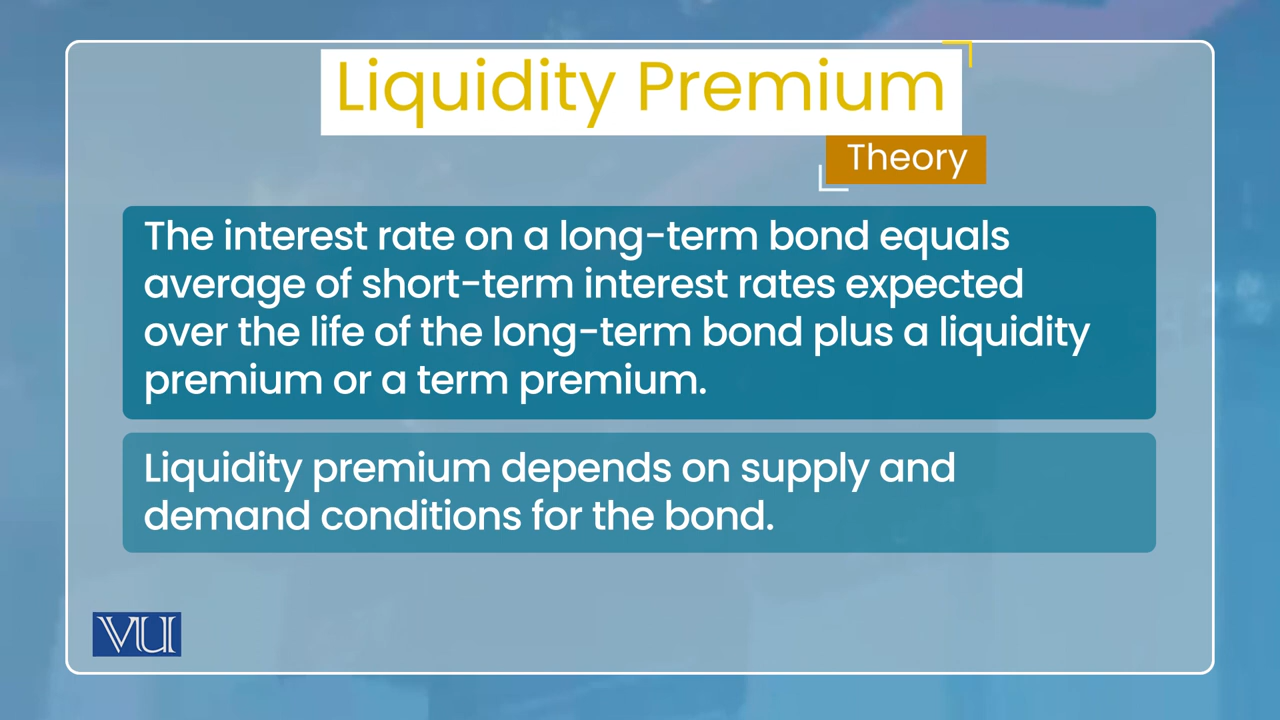 Liquidity Premium
Theory
The interest rate on a long-term bond equals
average of short-term interest rates expected
over the life of the long-term bond plus a liquidity
premium or a term premium.
Liquidity premium depends on supply and
demand conditions for the bond.
VU